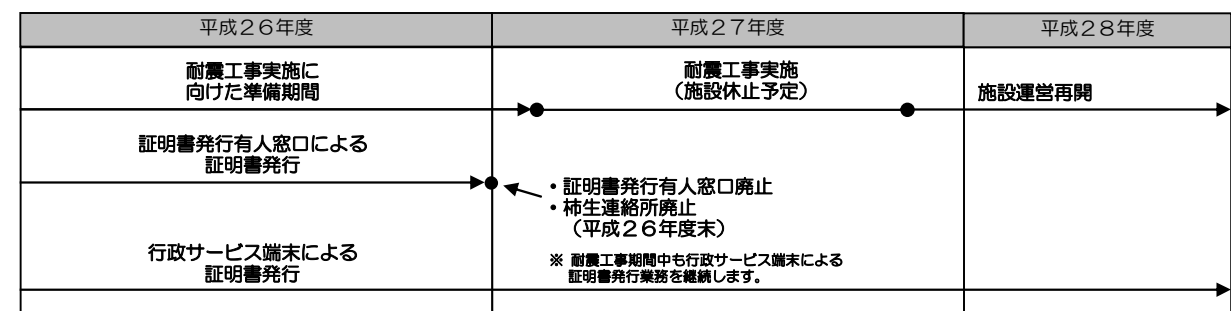 平成２６年度
平成２７年度
平成２８年度
耐震工事実施に
向けた準備期間
耐震工事実施
（施設休止予定）
施設運営再開
証明書発行有人窓口による
証明書発行
・証明書発行有人窓口廃止
・柿生連絡所廃止
（平成２６年度末）
行政サービス端末による
証明書発行
※ 耐震工事期間中も行政サービス端末による
証明書発行業務を継続します。